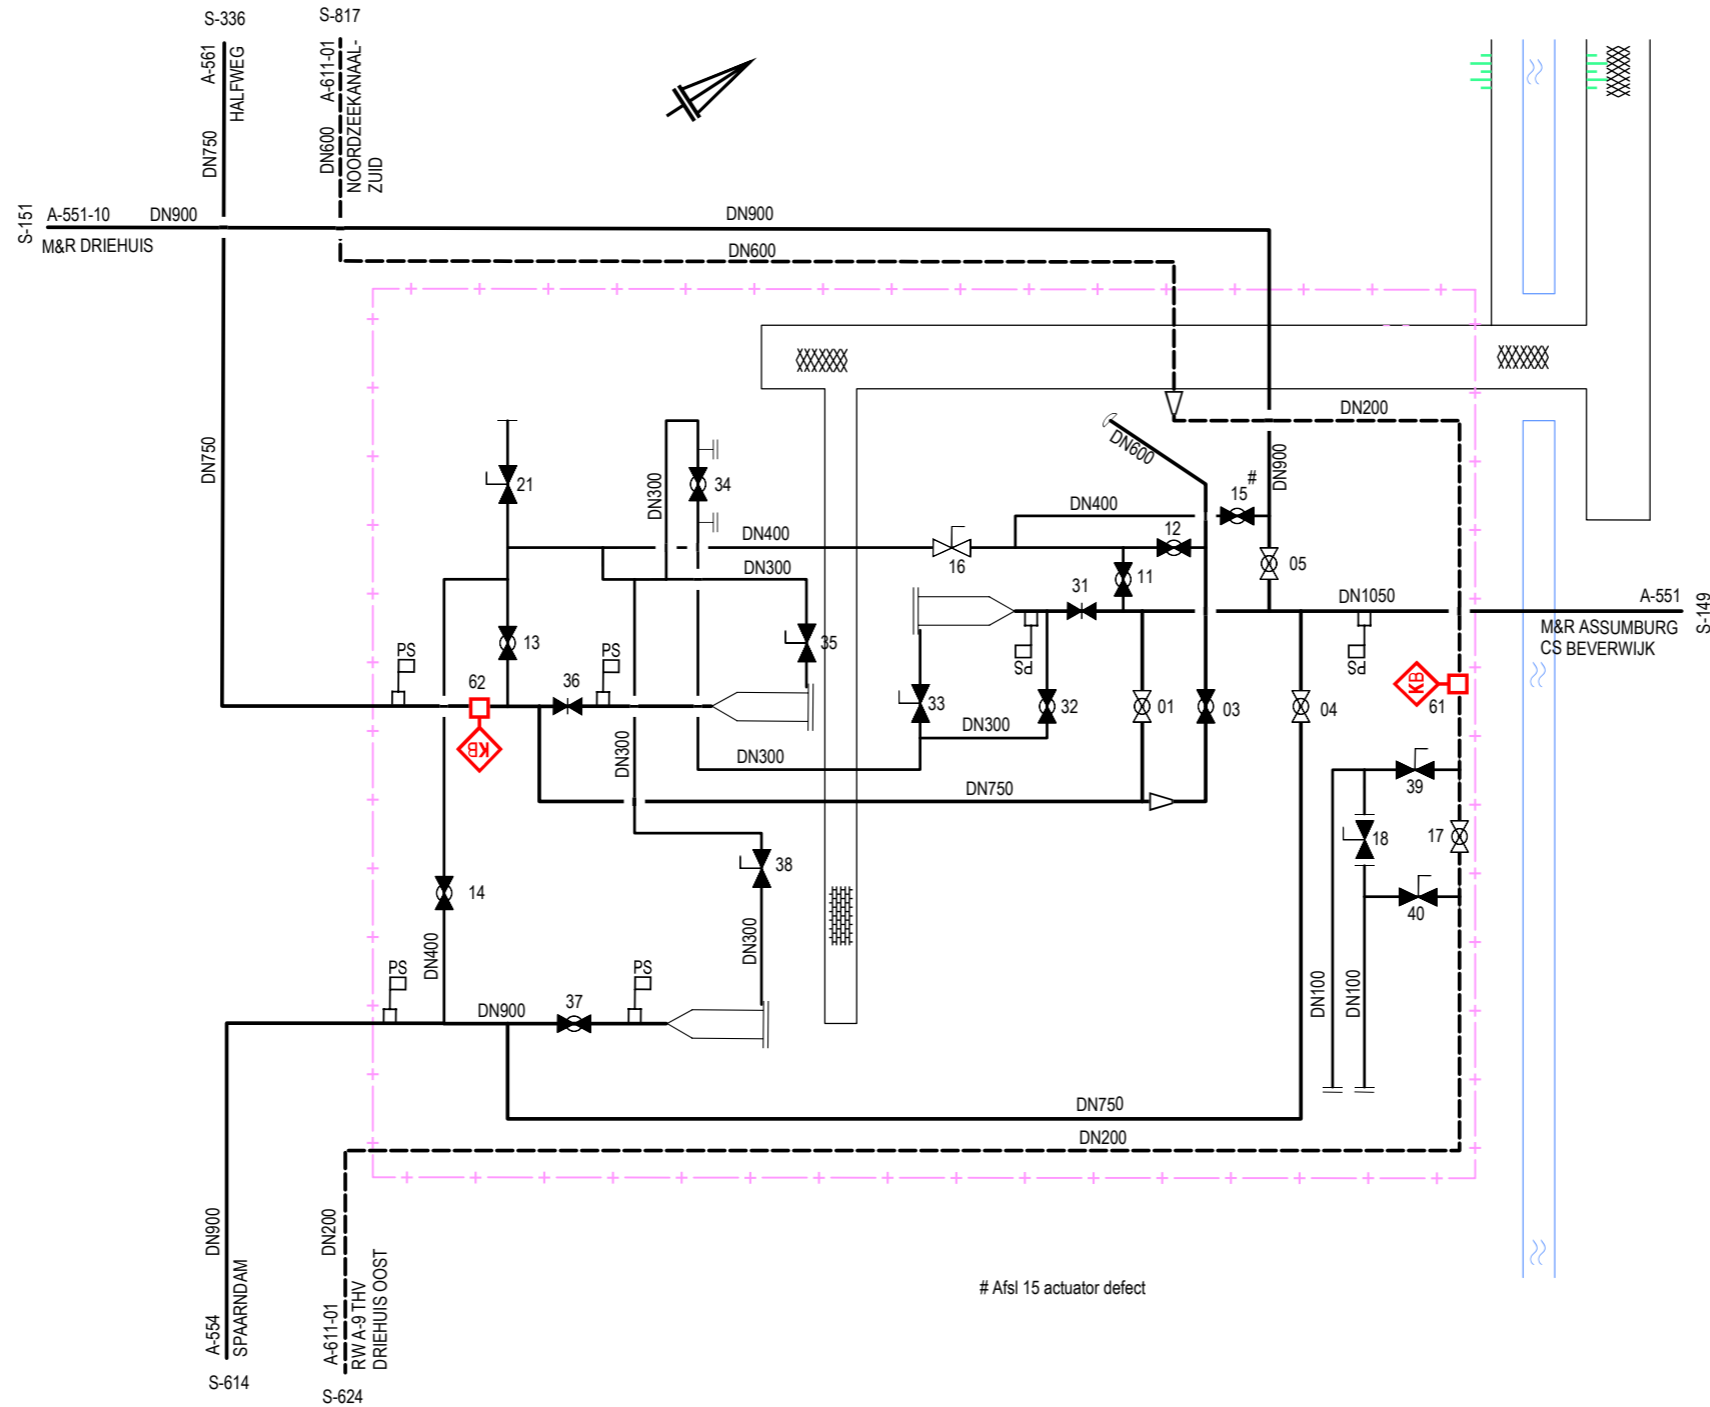 S-336
S-817
A-561
HALFWEG
DN750
A-611-01
NOORDZEEKANAAL-
ZUID
DN600
S-151
A-551-10
DN900
M&R DRIEHUIS
DN900
DN600
DN200
DN750
DN600
DN900
#
15
21
DN300
34
DN400
12
DN400
16
DN300
11
31
05
DN1050
A-551
S-149
M&R ASSUMBURG
CS BEVERWIJK
13
35
PS
PS
PS
PS
62
36
KB
KB
61
33
32
01
03
04
DN300
DN300
DN300
DN750
39
18
17
38
40
14
DN400
DN300
PS
PS
DN900
37
DN100
DN100
DN750
DN200
DN900
A-554
SPAARNDAM
S-614
DN200
A-611-01
RW A-9 THV
DRIEHUIS OOST
S-624
# Afsl 15 actuator defect